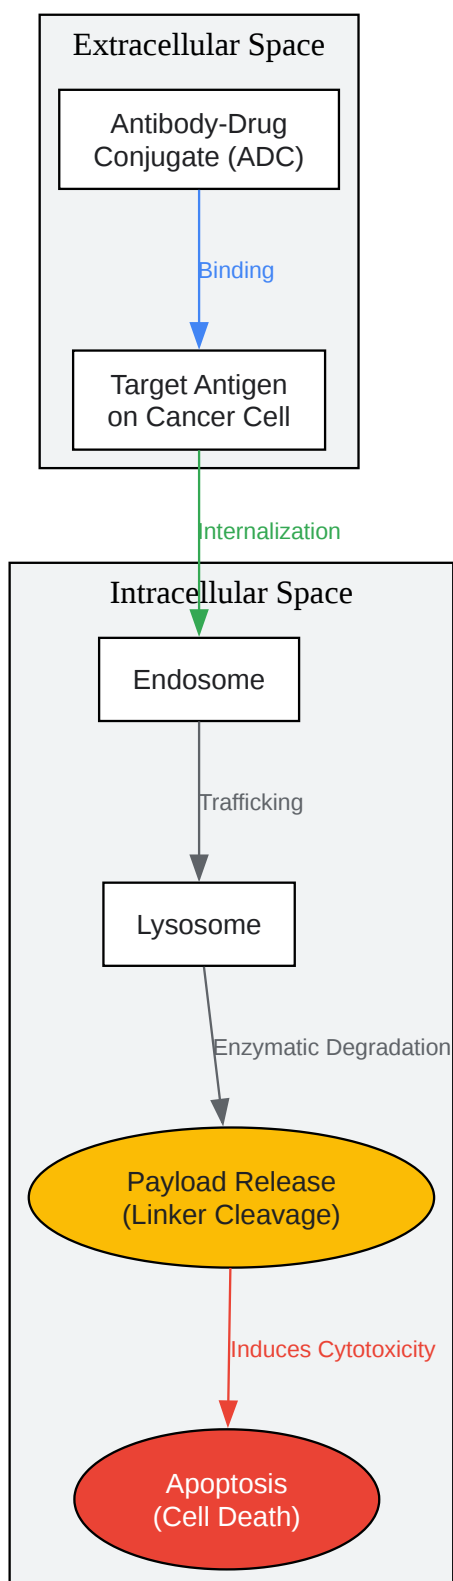 Extracellular Space
Antibody-Drug
Conjugate (ADC)
Binding
Target Antigen
on Cancer Cell
Internalization
Intracellular Space
Endosome
Trafficking
Lysosome
Enzymatic Degradation
Payload Release
(Linker Cleavage)
Induces Cytotoxicity
Apoptosis
(Cell Death)